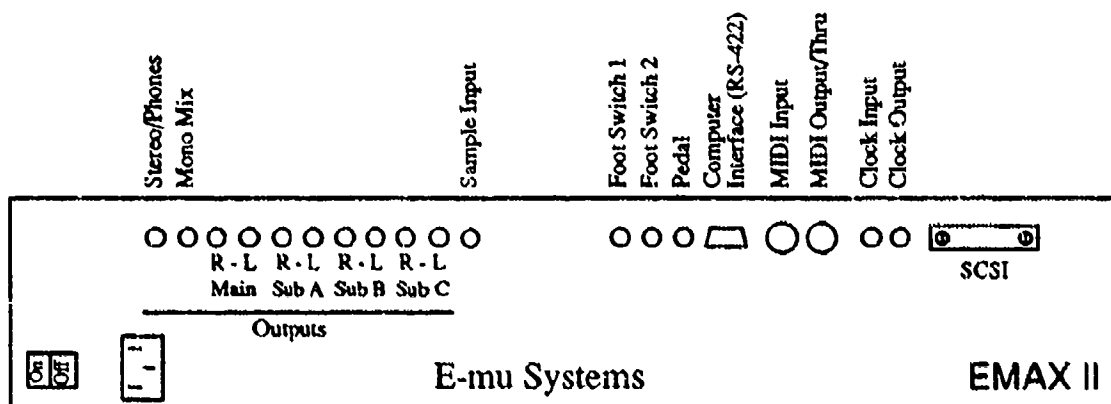 Stereo/Phones
Mono Mix
Sample Input
Foot Switch 1
Foot Switch 2
Pedal
Computer
Interface (RS-422)
MIDI Input
MIDI Output/Thru
Clock Input
Clock Output
R - L R - L R - L R - L
Main Sub A Sub B Sub C
Outputs
SCSI
On
Off
E-mu Systems
EMAX II